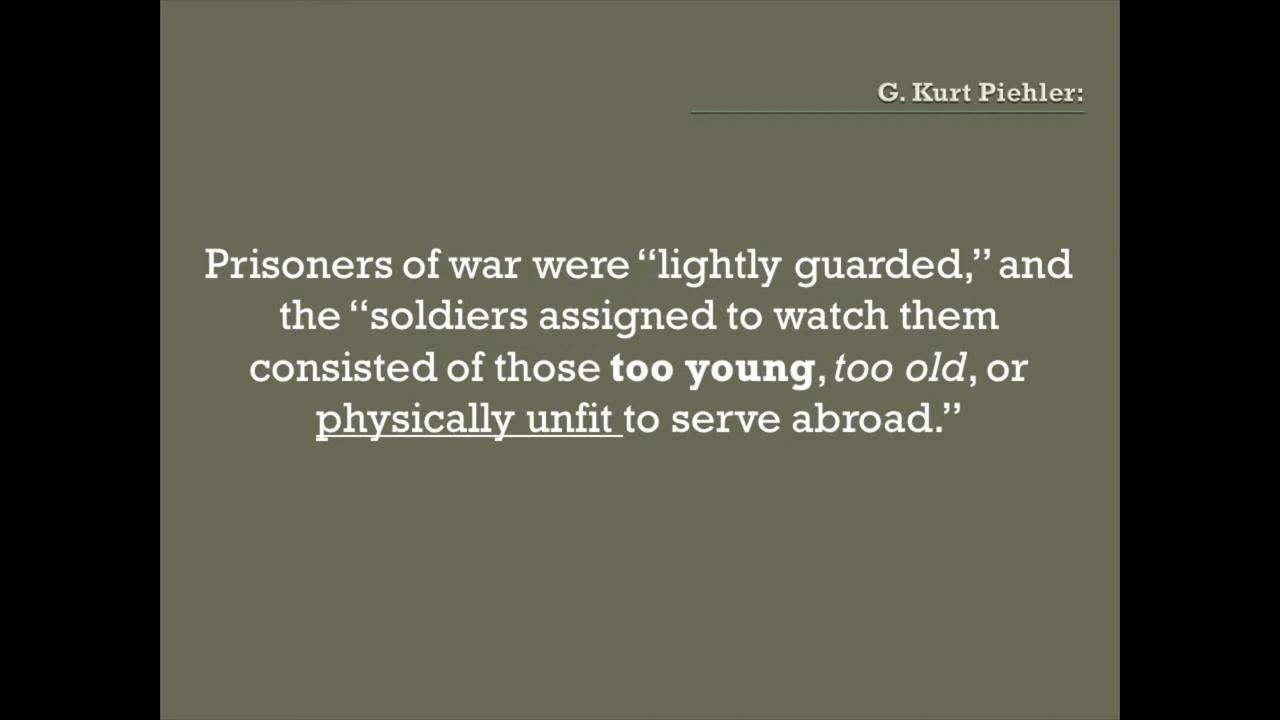 G. Kurt Piehler:
Prisoners of war were “lightly guarded,” and
the “soldiers assigned to watch them
consisted of those too young, too old, or
physically unfit to serve abroad.”